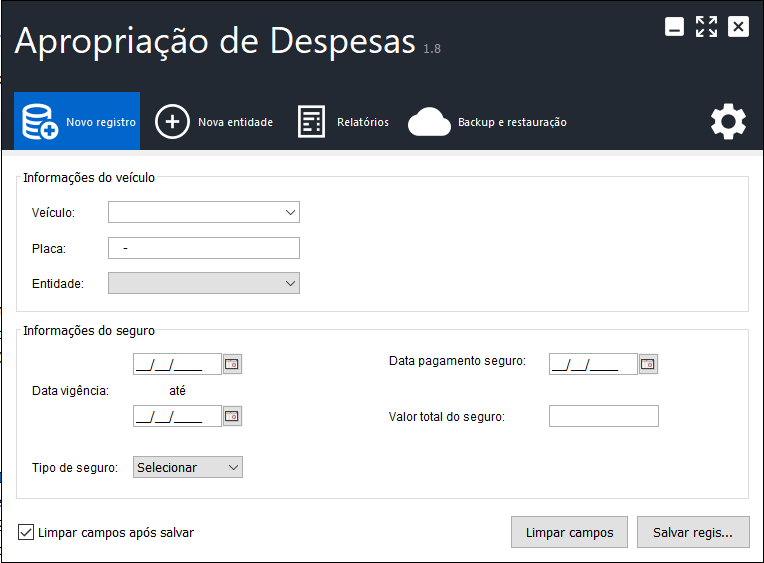 Apropriação de Despesas 1.8
Novo registro Nova entidade Relatórios Backup e restauração
Informações do veículo
Veículo:
Placa: -
Entidade:
Informações do seguro
__/__/____ Data pagamento seguro: __/__/____
Data vigência: até
__/__/____ Valor total do seguro:
Tipo de seguro: Selecionar
Limpar campos após salvar Limpar campos Salvar regis...